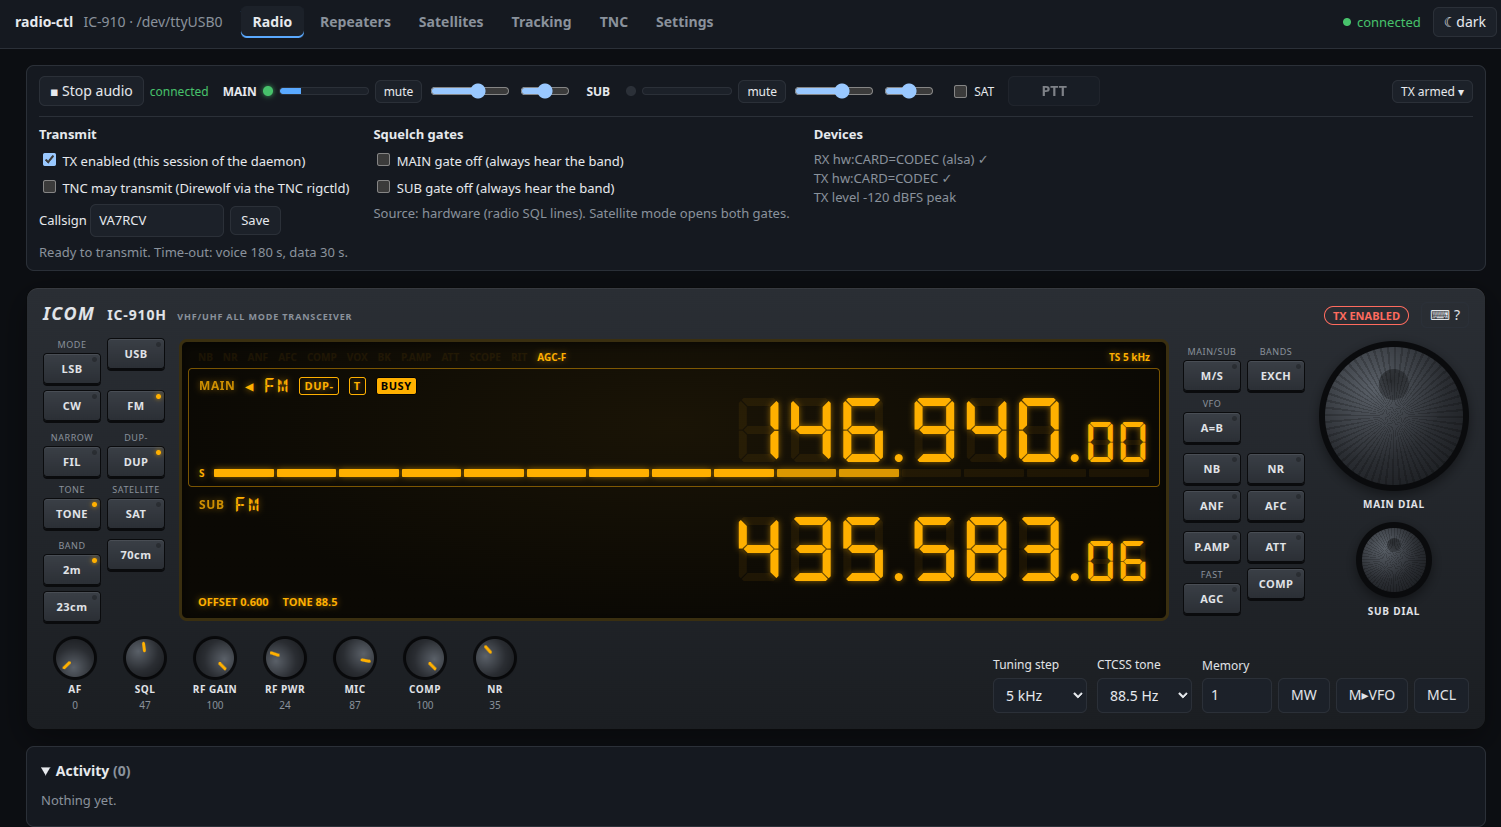 radio-ctl IC-910 · /dev/ttyUSB0 Radio Repeaters Satellites Tracking TNC Settings connected ☾ dark
■ Stop audio connected MAIN mute SUB mute SAT PTT TX armed ▾
Transmit
TX enabled (this session of the daemon)
TNC may transmit (Direwolf via the TNC rigctld)
Callsign VA7RCV Save
Ready to transmit. Time-out: voice 180 s, data 30 s.
Squelch gates
MAIN gate off (always hear the band)
SUB gate off (always hear the band)
Source: hardware (radio SQL lines). Satellite mode opens both gates.
Devices
RX hw:CARD=CODEC (alsa) ✓
TX hw:CARD=CODEC ✓
TX level -120 dBFS peak
ICOM IC-910H VHF/UHF ALL MODE TRANSCEIVER TX ENABLED ⌨ ?
MODE
LSB USB
CW FM
NARROW DUP-
FIL DUP
TONE SATELLITE
TONE SAT
BAND
2m 70cm
23cm
NB NR ANF AFC COMP VOX BK P.AMP ATT SCOPE RIT AGC-F TS 5 kHz
MAIN ◀ FM DUP- T BUSY
146.940.00
S
SUB FM
435.583.06
OFFSET 0.600 TONE 88.5
MAIN/SUB BANDS
M/S EXCH
VFO
A=B
NB NR
ANF AFC
P.AMP ATT
FAST
AGC COMP
MAIN DIAL
SUB DIAL
AF SQL RF GAIN RF PWR MIC COMP NR
0 47 100 24 87 100 35
Tuning step CTCSS tone Memory
5 kHz 88.5 Hz 1 MW M▸VFO MCL
▼ Activity (0)
Nothing yet.